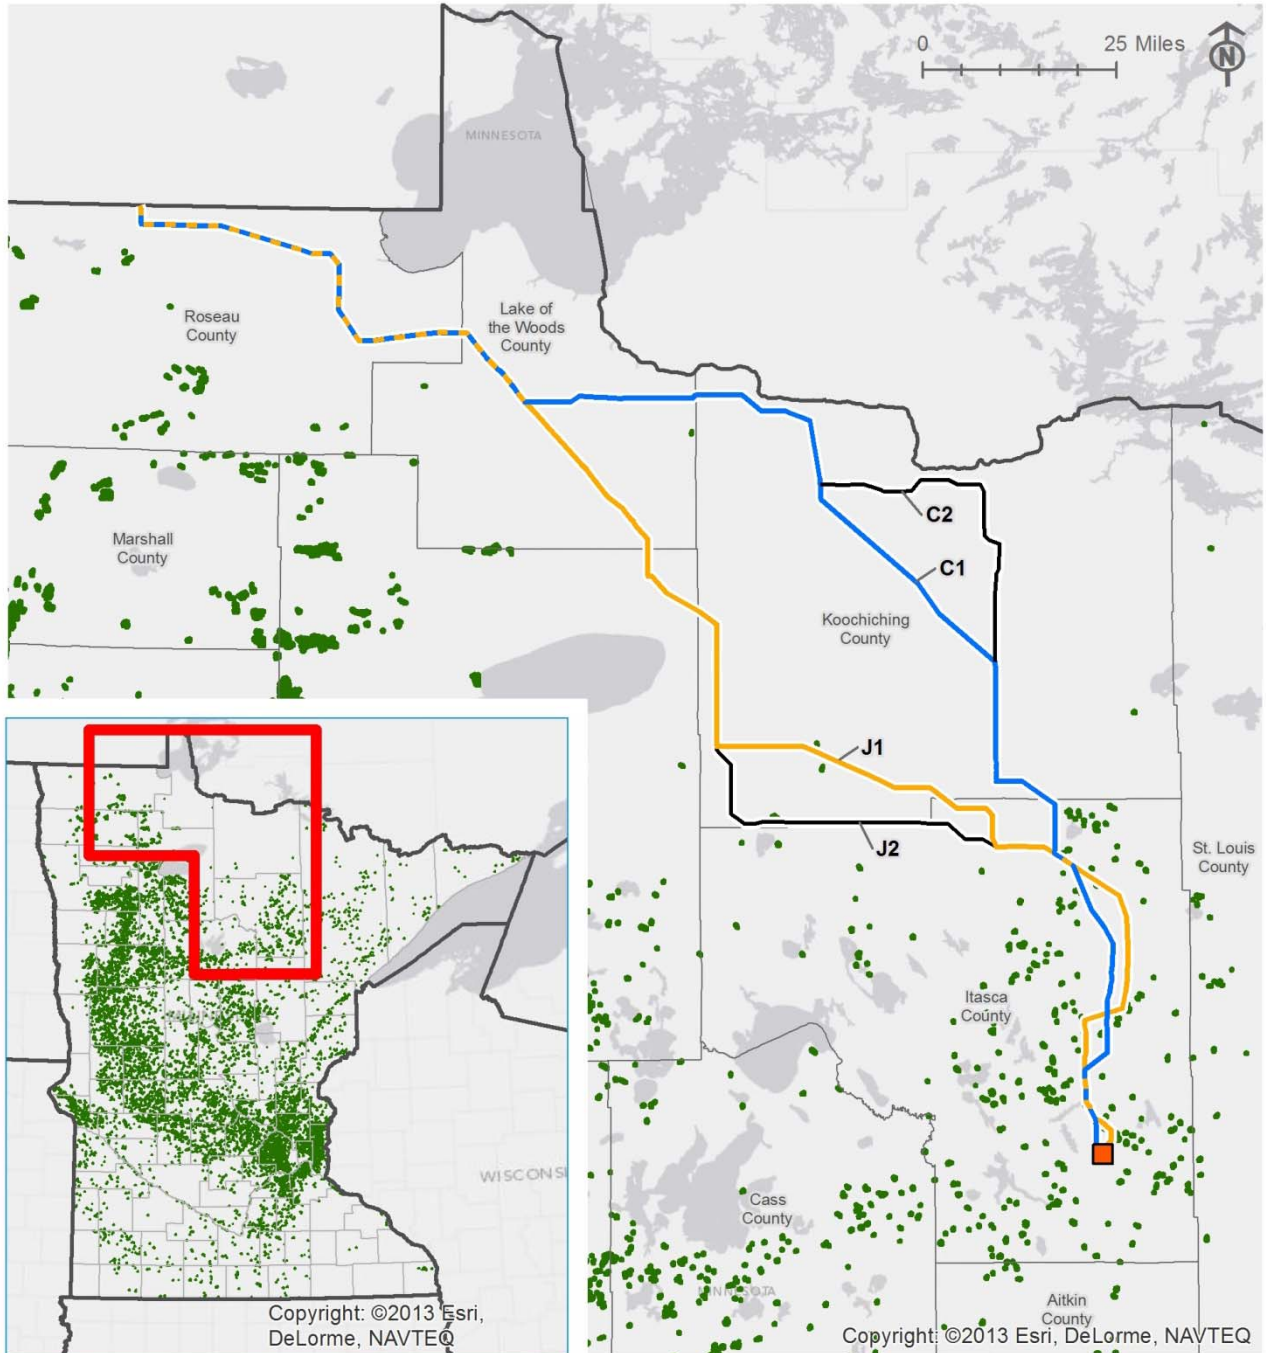 0 25 Miles
N
MINNESOTA
Lake of
the Woods
County
Roseau
County
C2
Marshall
County
C1
Koochiching
County
J1
J2
St. Louis
County
Itasca
County
WISCONSI
Cass
County
MINNESOTA
Aitkin
County
Copyright: ©2013 Esri,
DeLorme, NAVTEQ
Copyright: ©2013 Esri, DeLorme, NAVTEQ